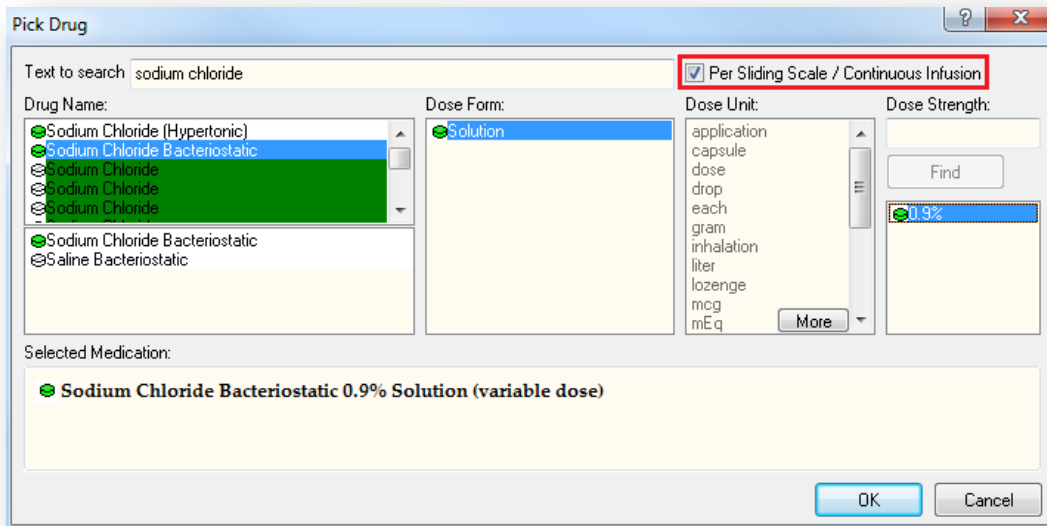 Pick Drug
Text to search sodium chloride Per Sliding Scale / Continuous Infusion
Drug Name: Dose Form: Dose Unit: Dose Strength:
Sodium Chloride (Hypertonic)
Sodium Chloride Bacteriostatic
Sodium Chloride
Sodium Chloride
Sodium Chloride
Sodium Chloride Bacteriostatic
Saline Bacteriostatic
Solution
application
capsule
dose
drop
each
gram
inhalation
liter
lozenge
mcg
mEq
More
Find
0.9%
Selected Medication:
Sodium Chloride Bacteriostatic 0.9% Solution (variable dose)
OK Cancel